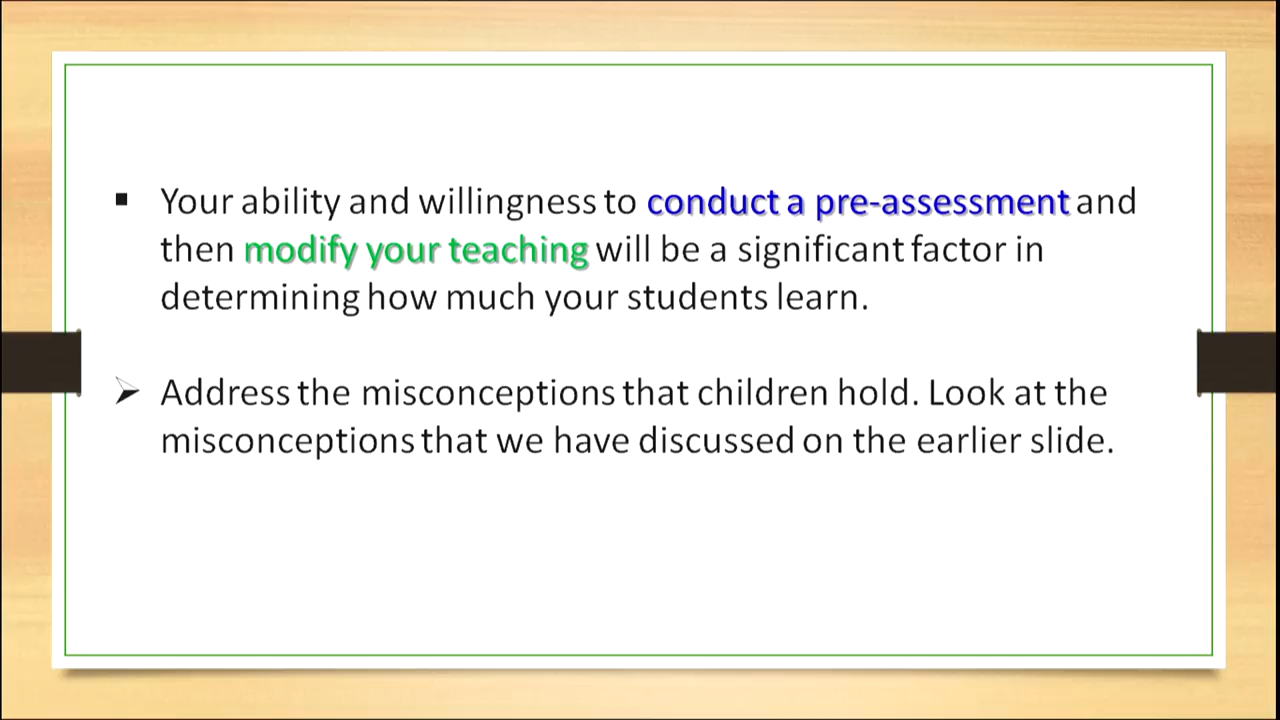 ▪ Your ability and willingness to conduct a pre-assessment and
then modify your teaching will be a significant factor in
determining how much your students learn.
➢ Address the misconceptions that children hold. Look at the
misconceptions that we have discussed on the earlier slide.